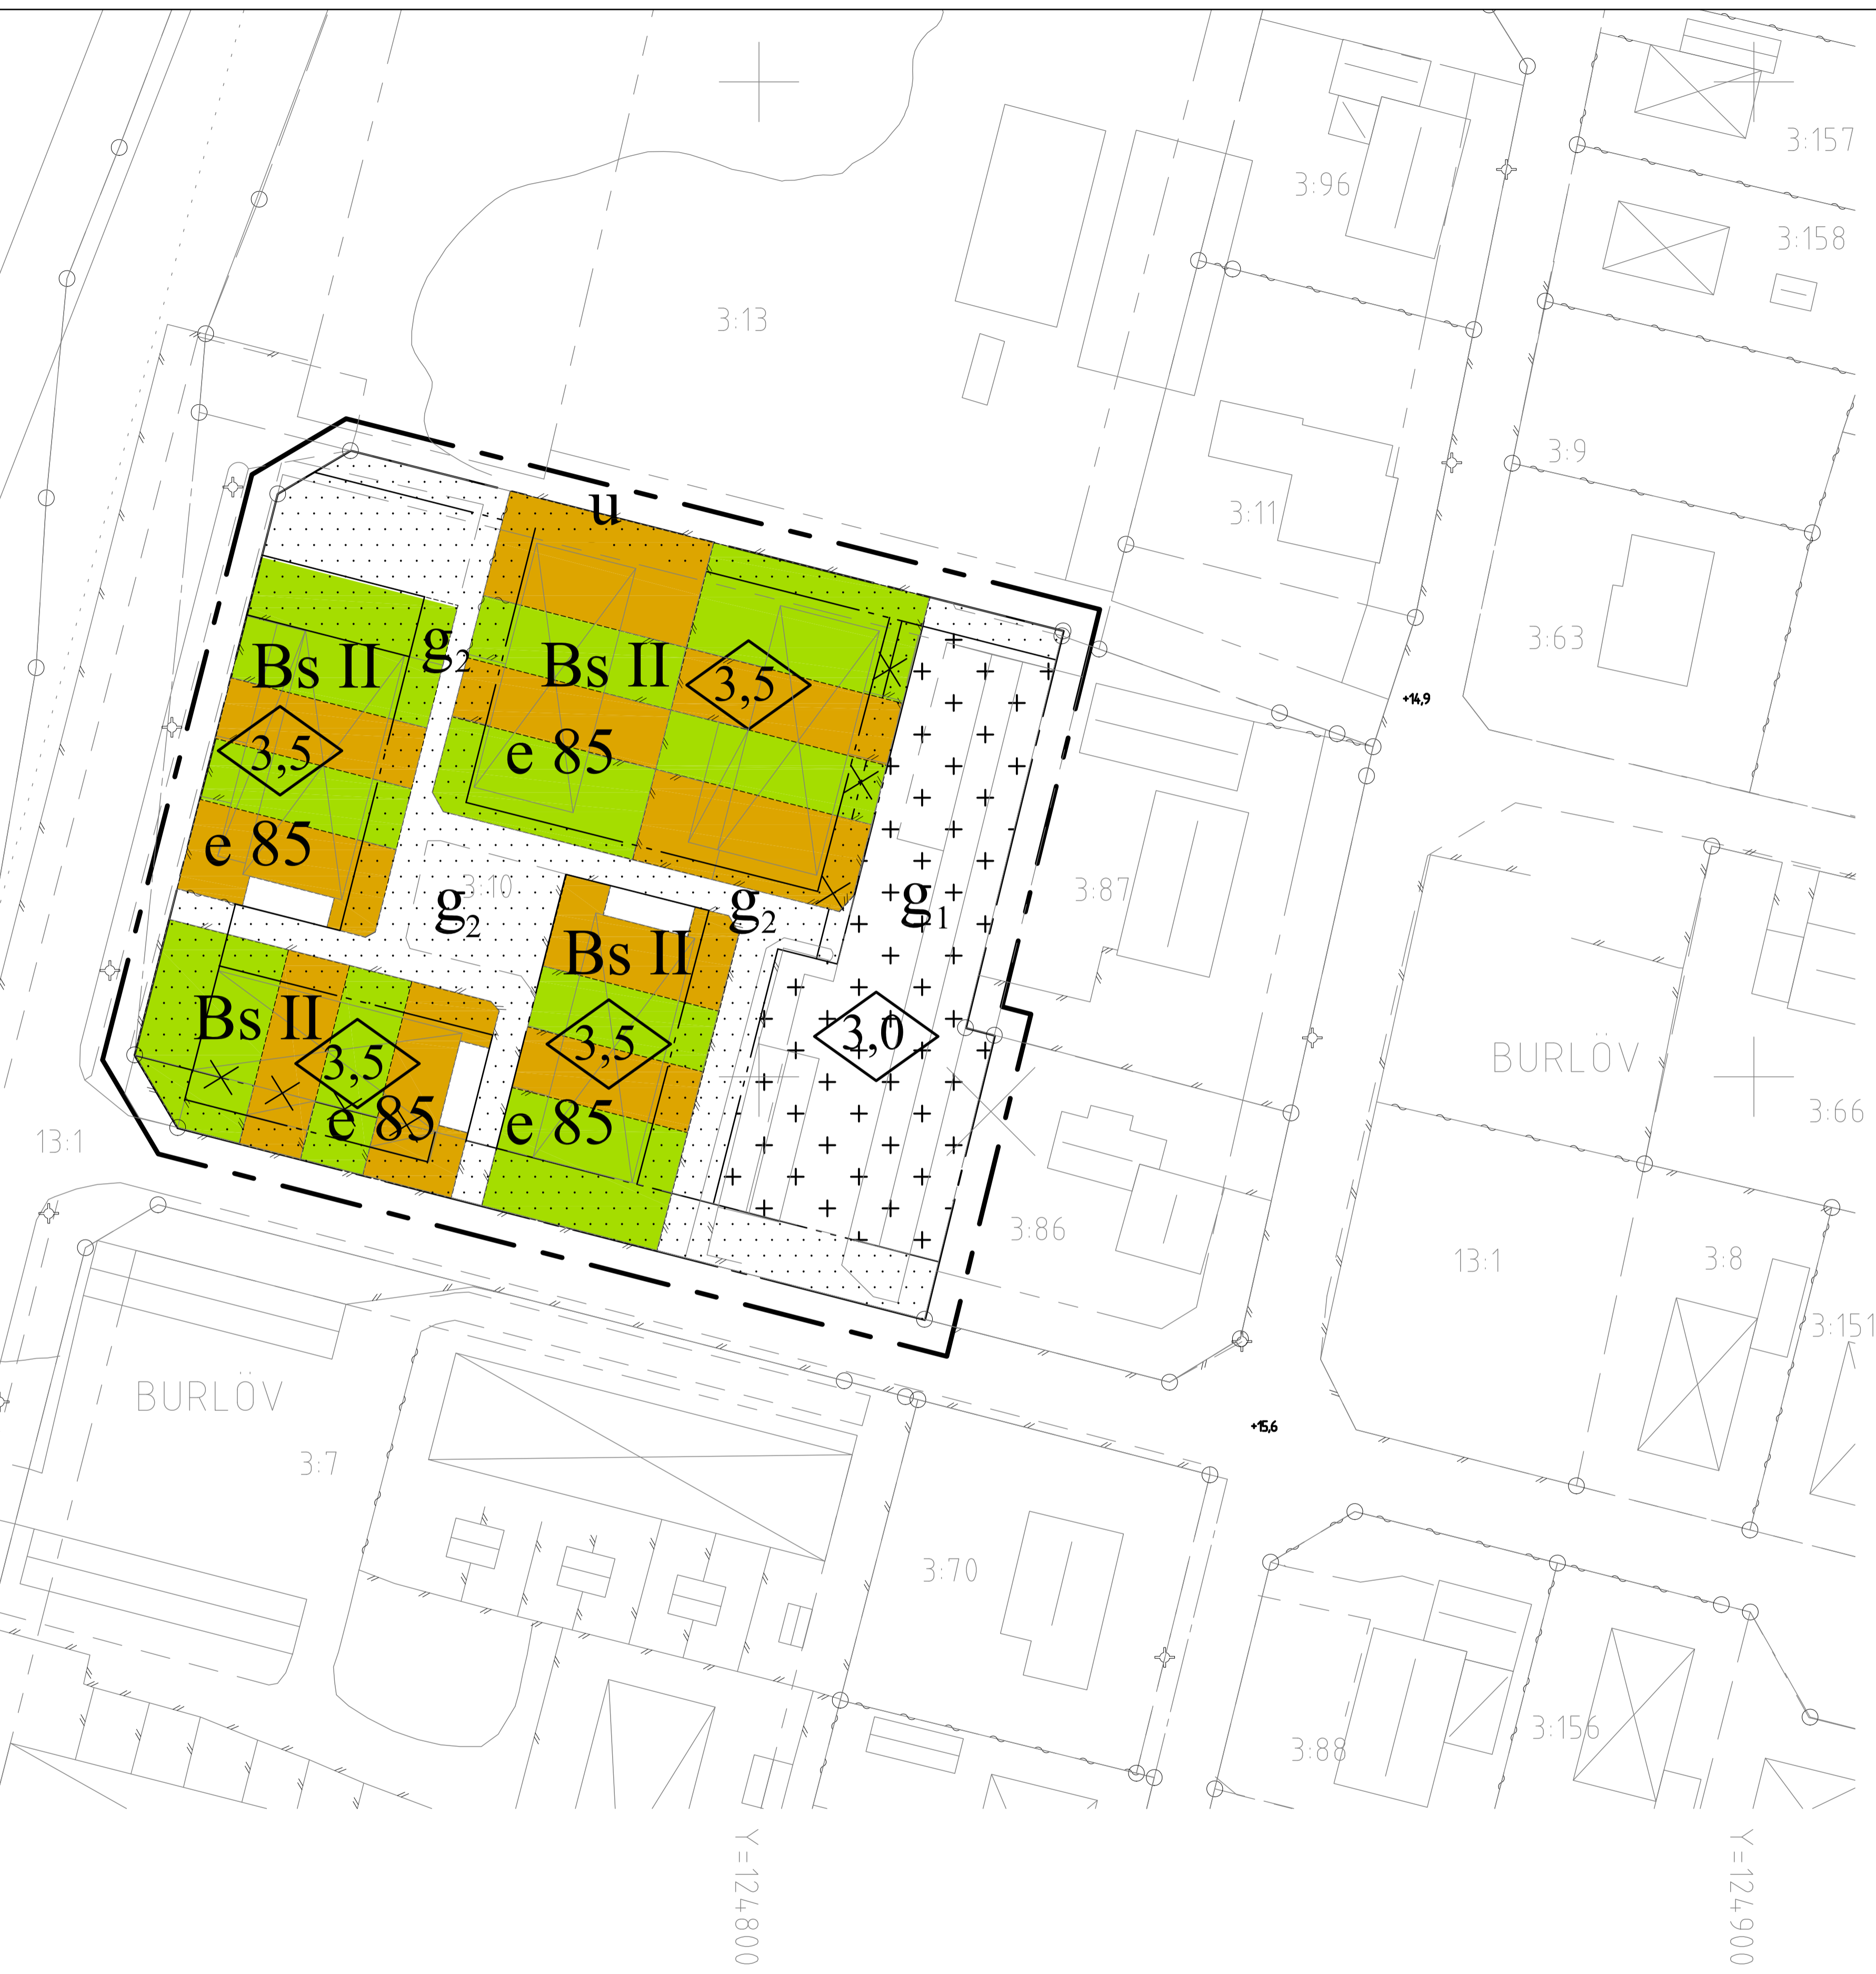 3:157
3:96
3:158
3:13
3:9
3:11
u
3:63
g2
Bs II
Bs II
3,5
+14,9
3,5
e 85
e 85
3:10
g2
g2
g1
3:87
Bs II
Bs II
3,5
3,5
3,0
BURLÖV
e 85
e 85
3:66
13:1
3:86
13:1
3:8
3:151
BURLÖV
+15,6
3:7
3:70
3:88
3:156
Y=124800
Y=124900